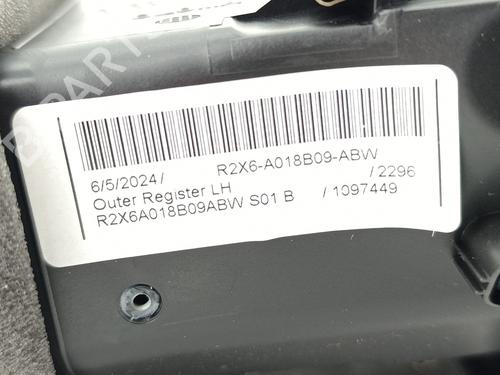 R2X6-A018B09-ABW
6/5/2024/ / 2296
Outer Register LH
R2X6A018B09ABW S01 B / 1097449